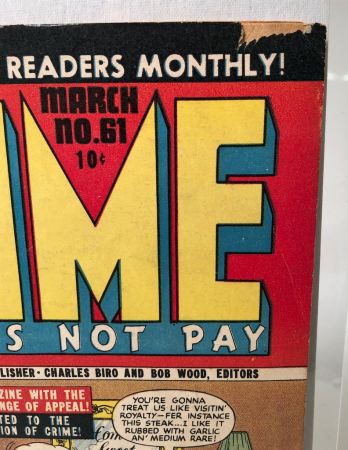 READERS MONTHLY!
MARCH
NO.61
10¢
IME
S NOT PAY
LISHER · CHARLES BIRO AND BOB WOOD, EDITORS
ZINE WITH THE
NGE OF APPEAL!
TED TO THE
ION OF CRIME!
YOU'RE GONNA
TREAT US LIKE VISITIN'
ROYALTY—FER INSTANCE
THIS STEAK...I LIKE IT
RUBBED WITH GARLIC
AN' MEDIUM RARE!